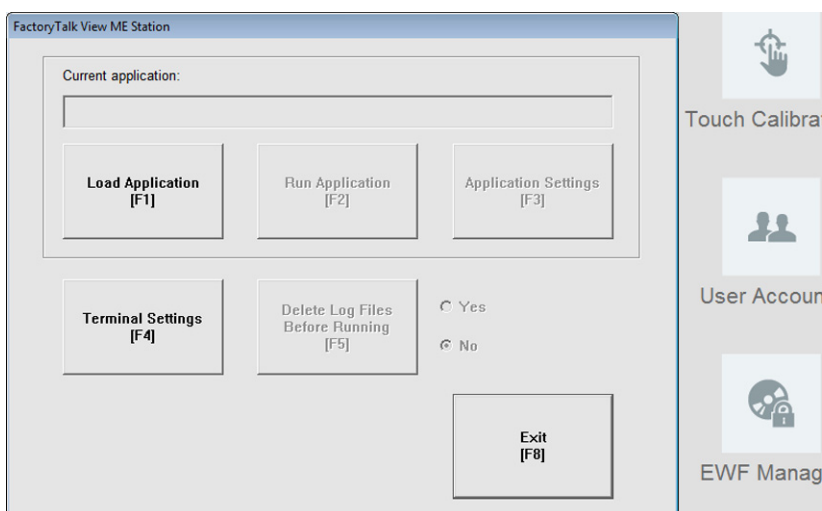 FactoryTalk View ME Station
Current application:
Load Application
[F1]
Run Application
[F2]
Application Settings
[F3]
Terminal Settings
[F4]
Delete Log Files
Before Running
[F5]
Yes
No
Exit
[F8]
Touch Calibra
User Accoun
EWF Manag